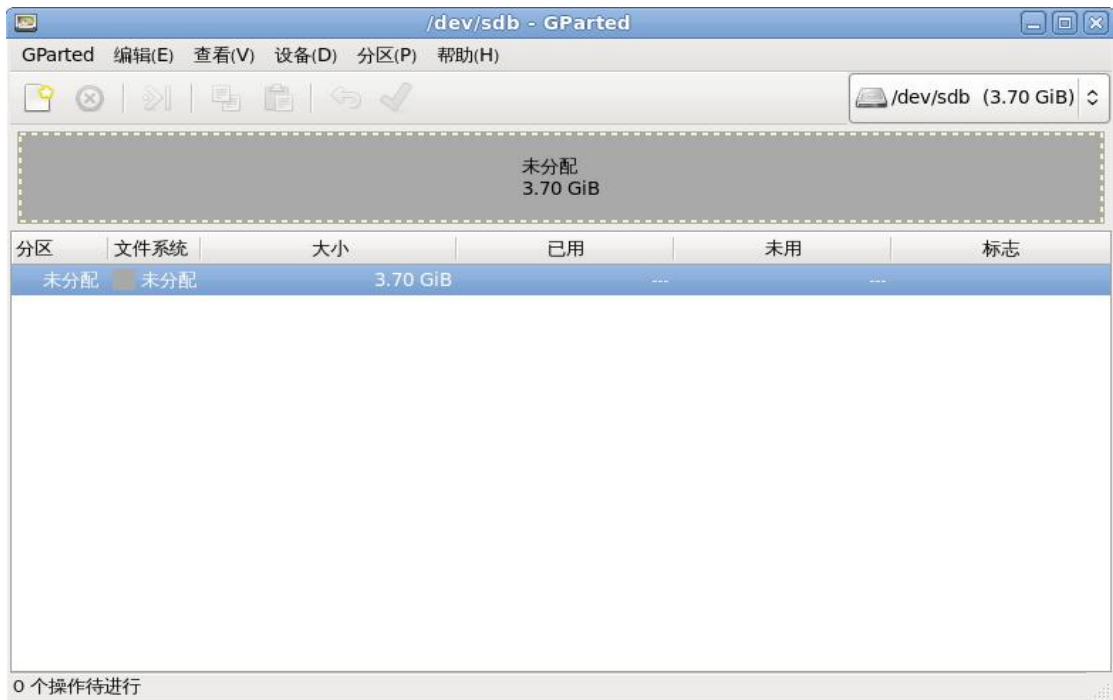 /dev/sdb - GParted
GParted 编辑(E) 查看(V) 设备(D) 分区(P) 帮助(H)
/dev/sdb (3.70 GiB)
未分配
3.70 GiB
分区 文件系统 大小 已用 未用 标志
未分配 未分配 3.70 GiB --- ---
0 个操作待进行